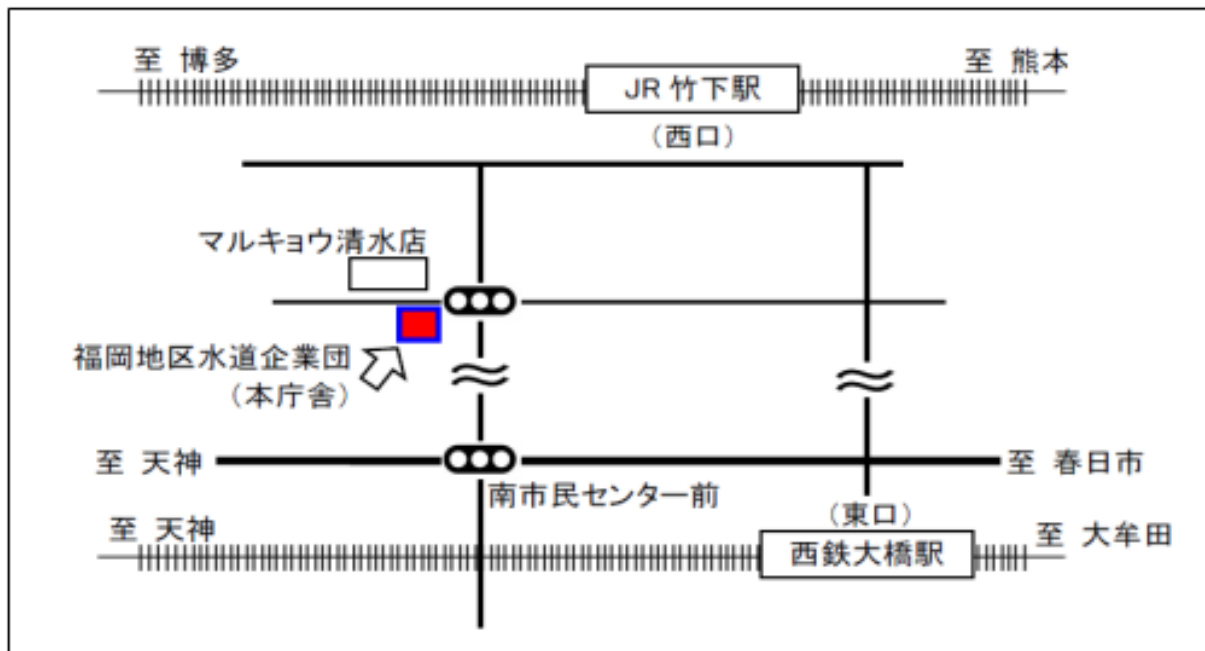 至 博多
至 熊本
JR 竹下駅
(西口)
マルキョウ清水店
福岡地区水道企業団
(本庁舎)
至 天神
至 春日市
南市民センター前
至 天神
(東口)
至 大牟田
西鉄大橋駅